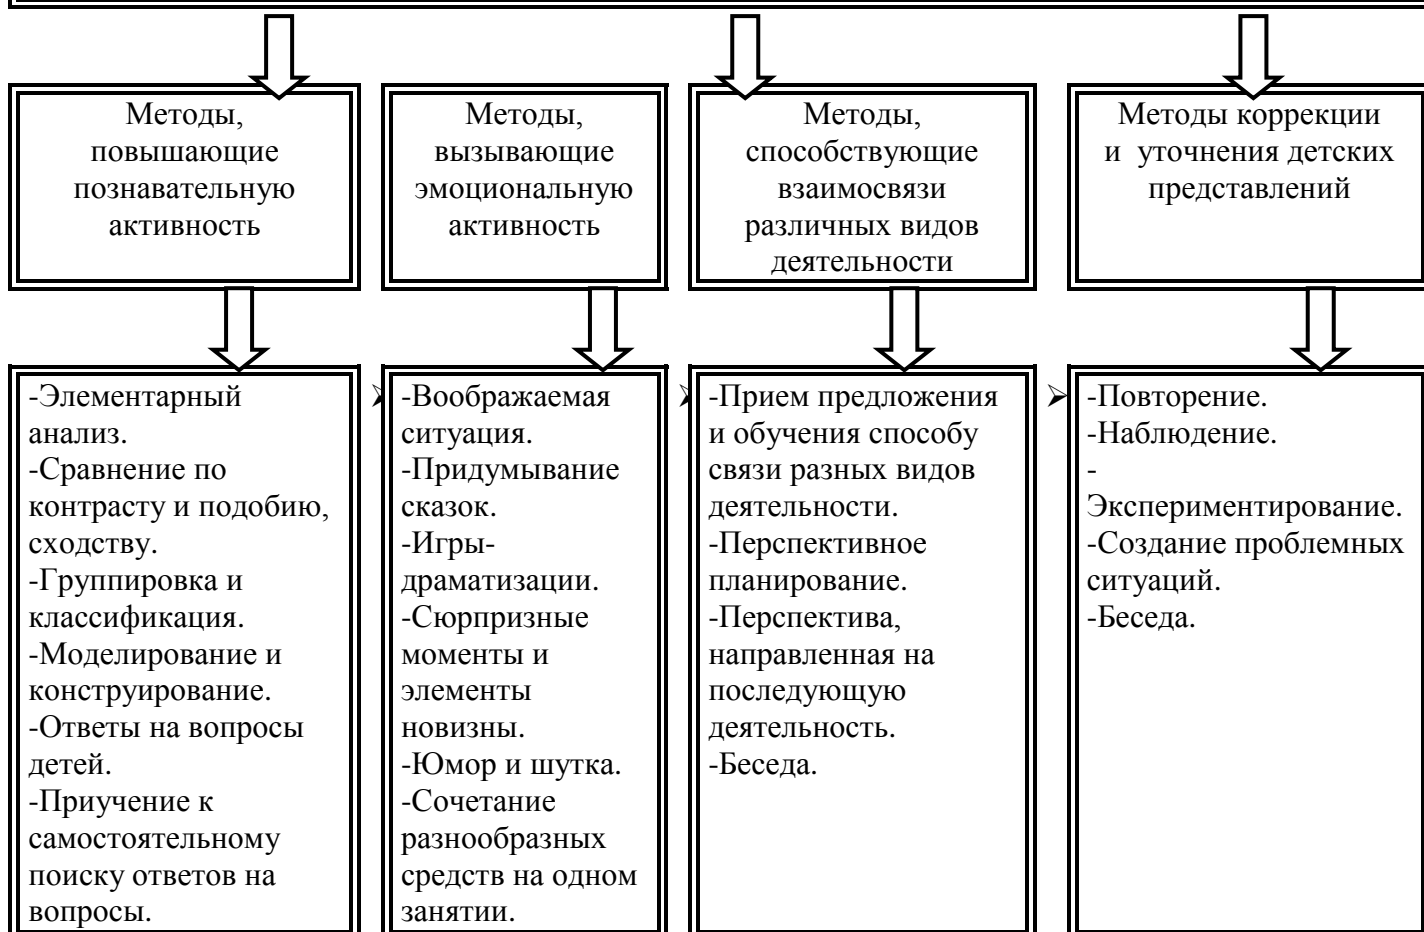 Методы,
повышающие
познавательную
активность
Методы,
вызывающие
эмоциональную
активность
Методы,
способствующие
взаимосвязи
различных видов
деятельности
Методы коррекции
и уточнения детских
представлений
-Элементарный
анализ.
-Сравнение по
контрасту и подобию,
сходству.
-Группировка и
классификация.
-Моделирование и
конструирование.
-Ответы на вопросы
детей.
-Приучение к
самостоятельному
поиску ответов на
вопросы.
-Воображаемая
ситуация.
-Придумывание
сказок.
-Игры-
драматизации.
-Сюрпризные
моменты и
элементы
новизны.
-Юмор и шутка.
-Сочетание
разнообразных
средств на одном
занятии.
-Прием предложения
и обучения способу
связи разных видов
деятельности.
-Перспективное
планирование.
-Перспектива,
направленная на
последующую
деятельность.
-Беседа.
-Повторение.
-Наблюдение.
-
Экспериментирование.
-Создание проблемных
ситуаций.
-Беседа.